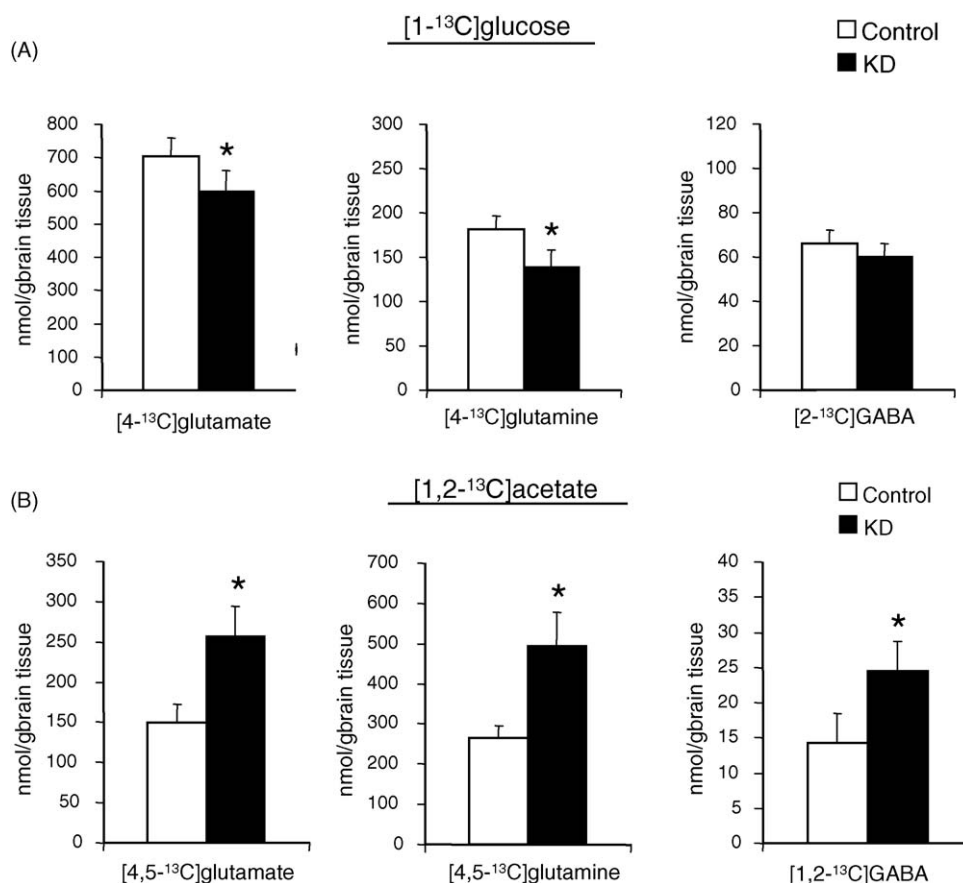 (A)
[1-¹³C]glucose
Control
KD
nmol/gbrain tissue
800
700
600
500
400
300
200
100
0
*
[4-¹³C]glutamate
nmol/gbrain tissue
300
250
200
150
100
50
0
*
[4-¹³C]glutamine
nmol/gbrain tissue
120
100
80
60
40
20
0
[2-¹³C]GABA
(B)
[1,2-¹³C]acetate
Control
KD
nmol/gbrain tissue
350
300
250
200
150
100
50
0
*
[4,5-¹³C]glutamate
nmol/gbrain tissue
700
600
500
400
300
200
100
0
*
[4,5-¹³C]glutamine
nmol/gbrain tissue
40
35
30
25
20
15
10
5
0
*
[1,2-¹³C]GABA